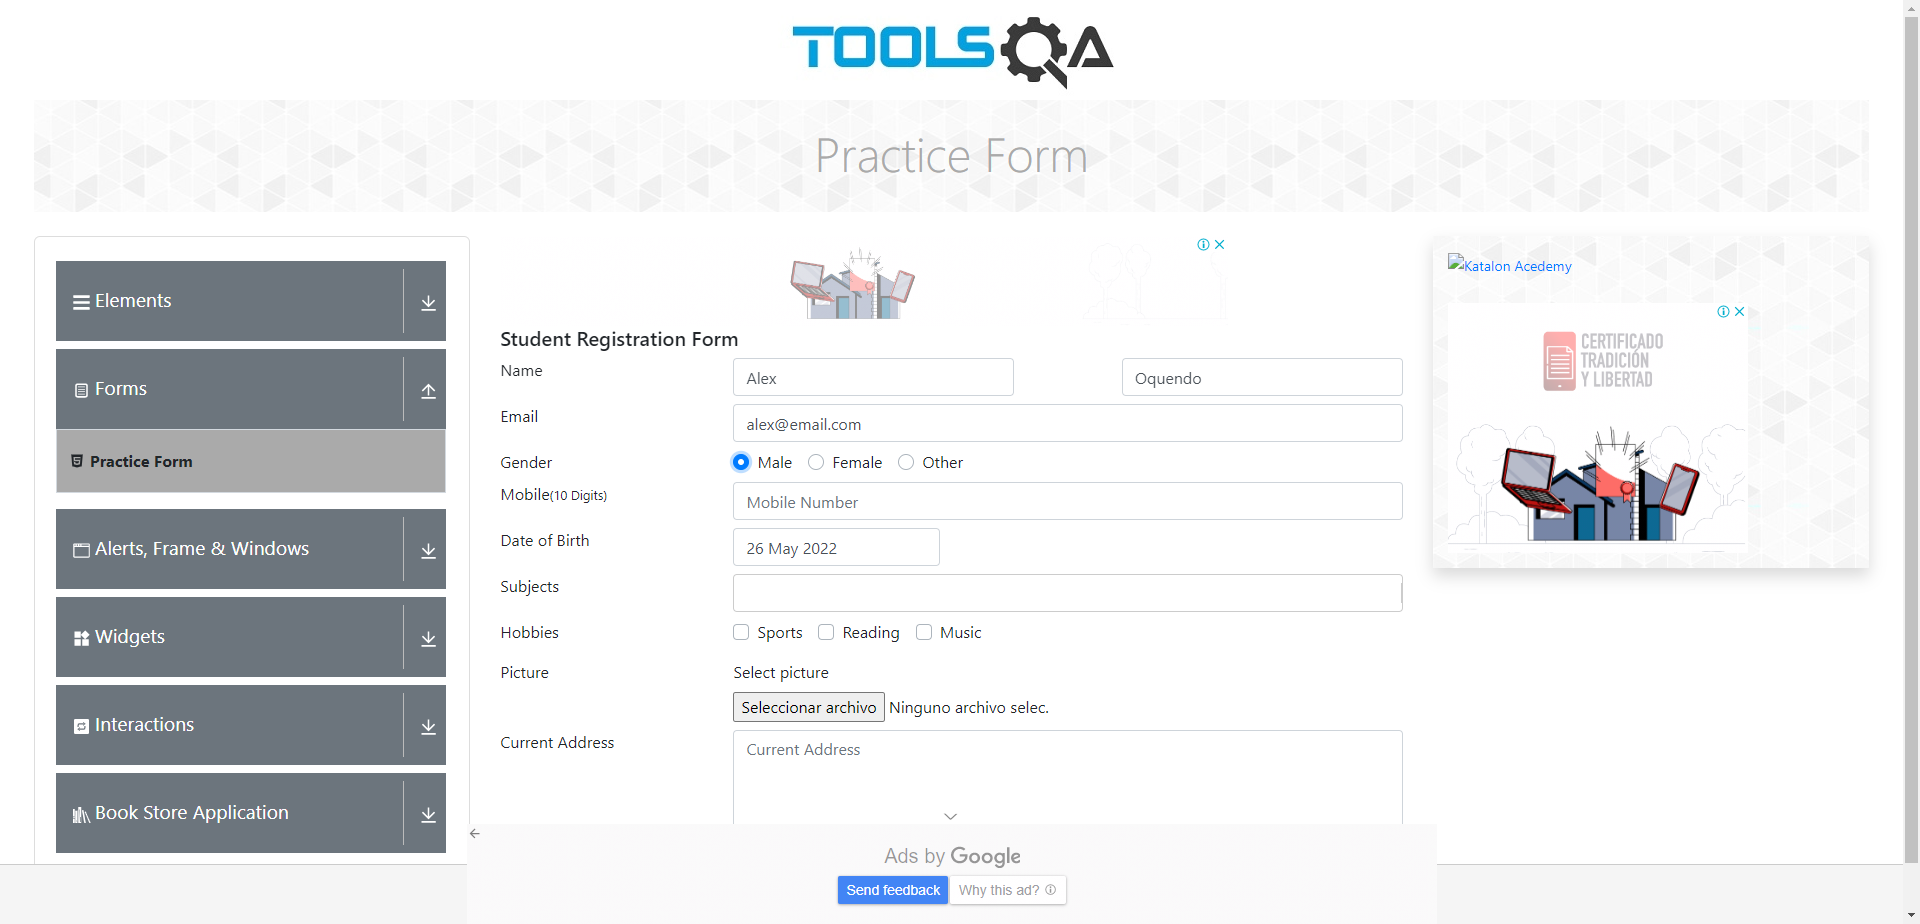 TOOLSQA
Practice Form
Elements
Forms
Practice Form
Alerts, Frame & Windows
Widgets
Interactions
Book Store Application
Student Registration Form
Name
Alex
Oquendo
Email
alex@email.com
Gender
Male
Female
Other
Mobile(10 Digits)
Mobile Number
Date of Birth
26 May 2022
Subjects
Hobbies
Sports
Reading
Music
Picture
Select picture
Seleccionar archivo
Ninguno archivo selec.
Current Address
Current Address
Ads by Google
Send feedback
Why this ad?
Katalon Acedemy
CERTIFICADO
TRADICIÓN
Y LIBERTAD